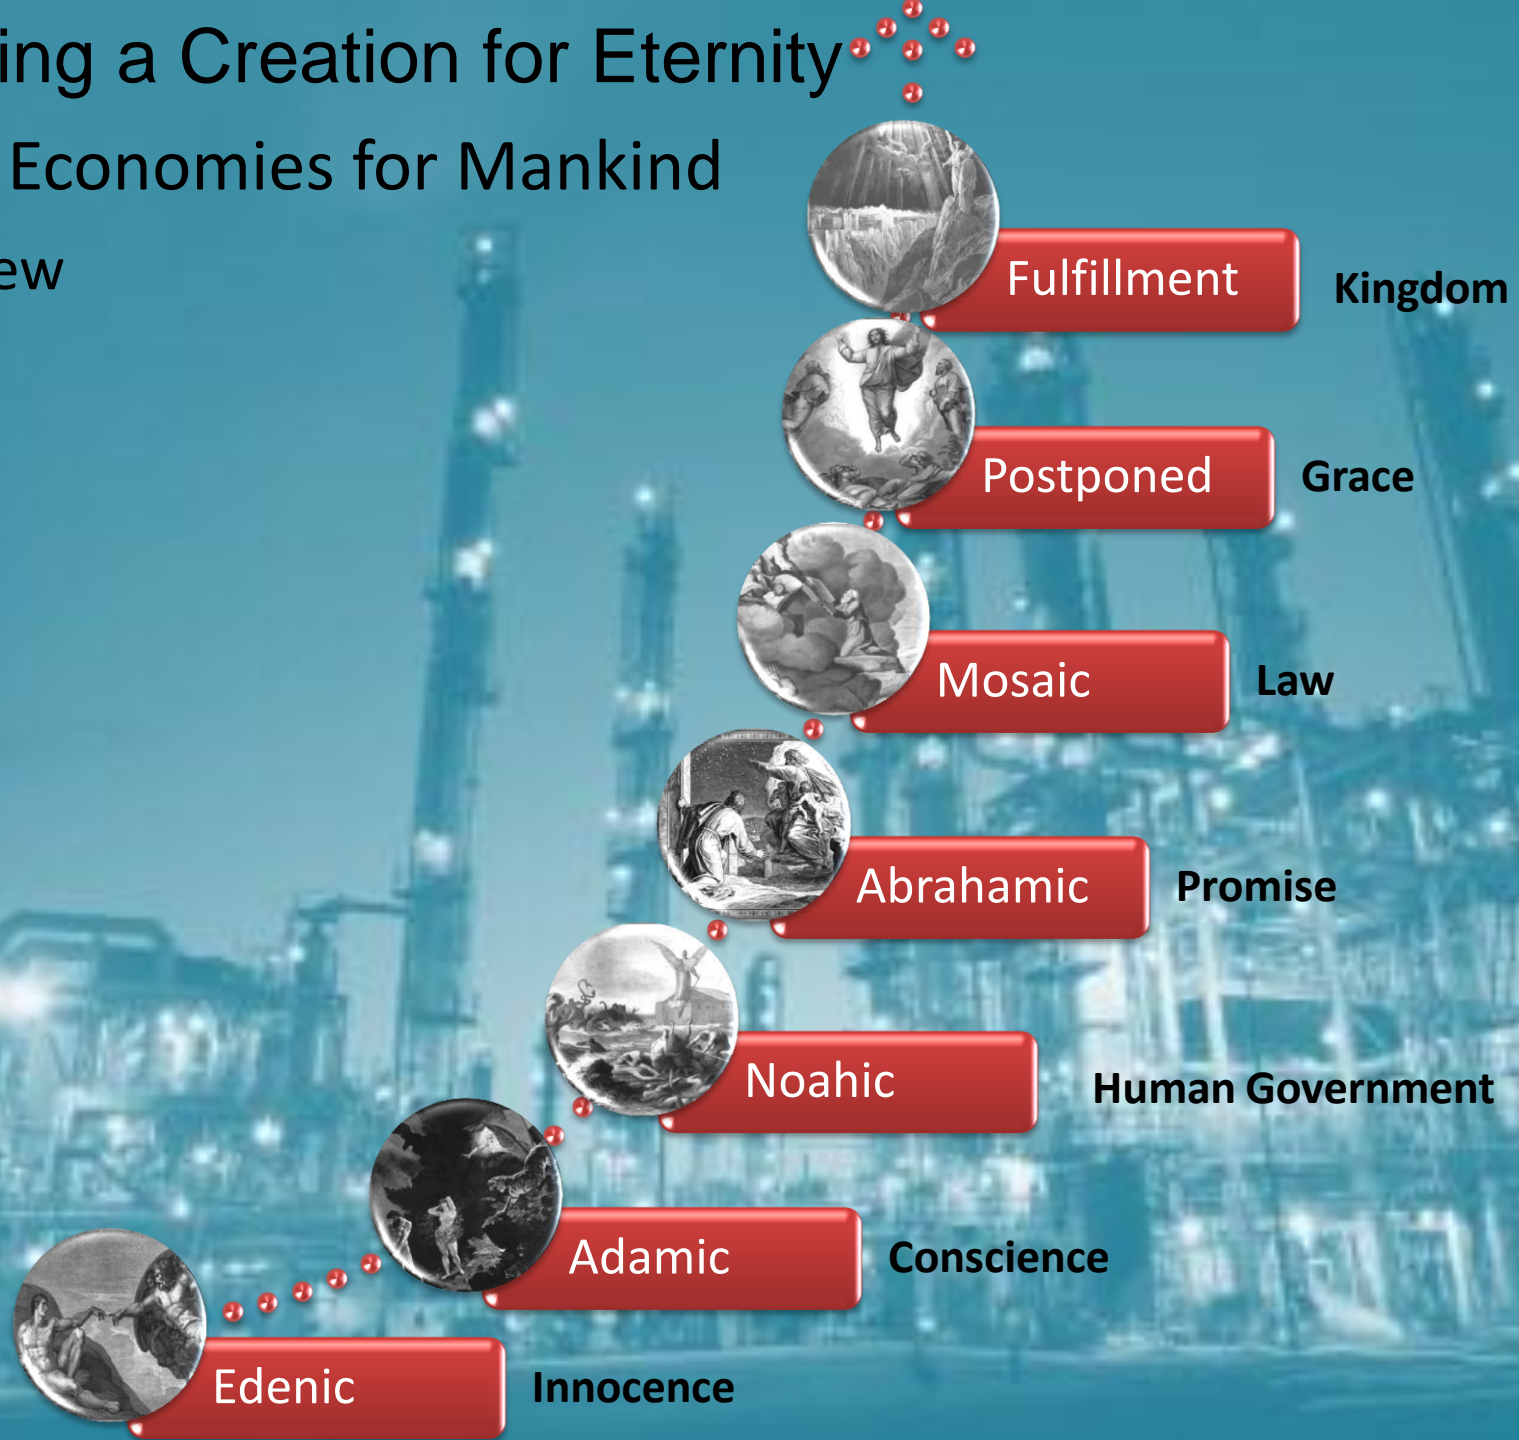 ing a Creation for Eternity
Economies for Mankind
ew
Fulfillment Kingdom
Postponed Grace
Mosaic Law
Abrahamic Promise
Noahic Human Government
Adamic Conscience
Edenic Innocence